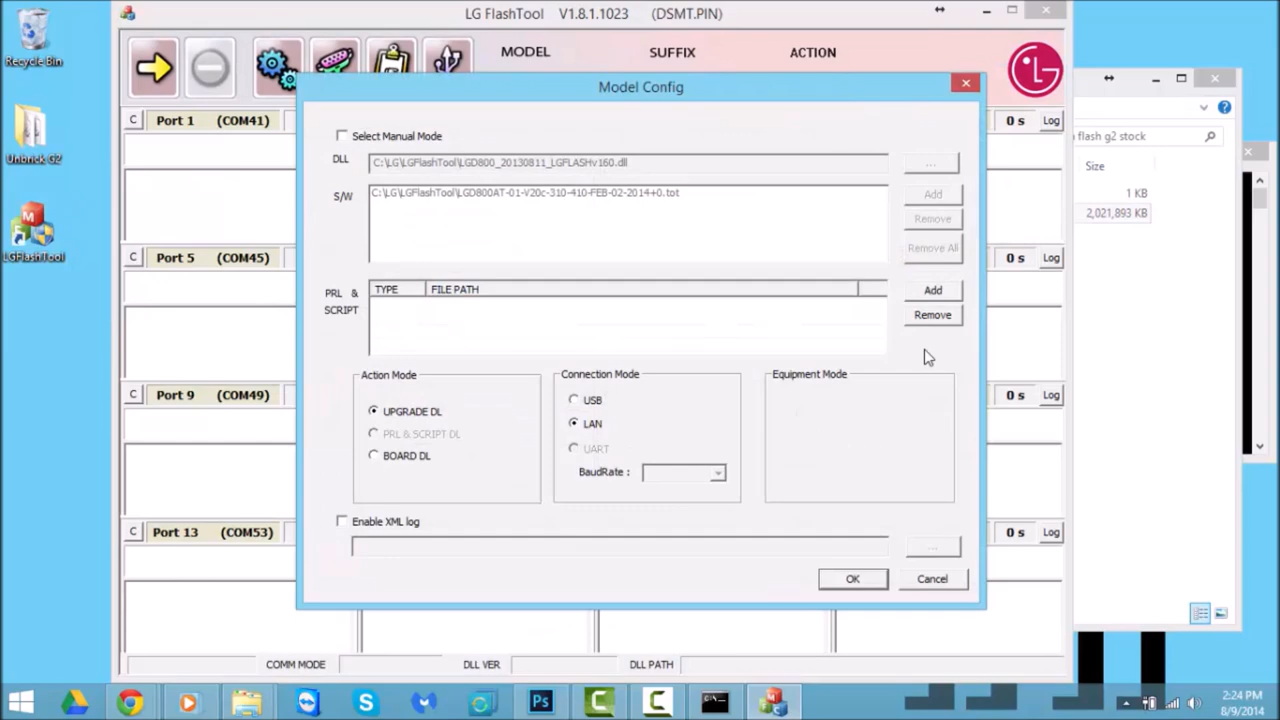 LG FlashTool V1.8.1.1023 (DSMT.PIN)
Recycle Bin
Unbrick G2
LGFlashTool
MODEL SUFFIX ACTION
LG
Model Config
C Port 1 (COM41) 0 s Log
flash g2 stock
Size
1 KB
2,021,893 KB
Select Manual Mode
DLL C:\LG\LGFlashTool\LGD800_20130811_LGFLASHv160.dll ...
S/W C:\LG\LGFlashTool\LGD800AT-01-V20c-310-410-FEB-02-2014+0.tot Add
Remove
Remove All
C Port 5 (COM45) 0 s Log
PRL & SCRIPT
TYPE FILE PATH Add
Remove
Action Mode
UPGRADE DL
PRL & SCRIPT DL
BOARD DL
Connection Mode
USB
LAN
UART
BaudRate :
Equipment Mode
C Port 9 (COM49) 0 s Log
Enable XML log
...
C Port 13 (COM53) 0 s Log
OK Cancel
COMM MODE DLL VER DLL PATH
Ps
2:24 PM
8/9/2014